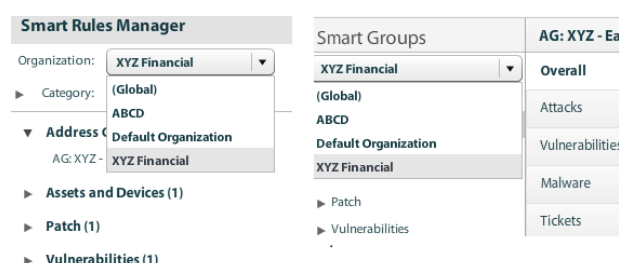 Smart Rules Manager
Organization: XYZ Financial
Category:
(Global)
ABCD
Default Organization
XYZ Financial
Address
AG: XYZ -
Assets and Devices (1)
Patch (1)
Vulnerabilities (1)
Smart Groups
XYZ Financial
(Global)
ABCD
Default Organization
XYZ Financial
Patch
Vulnerabilities
AG: XYZ - Ea
Overall
Attacks
Vulnerabilities
Malware
Tickets